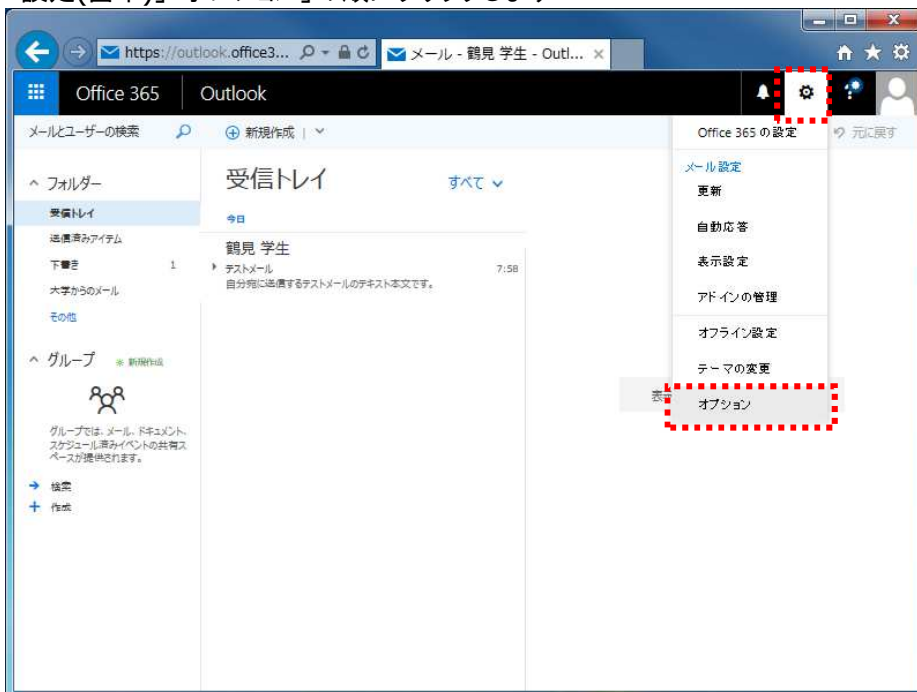 https://outlook.office3...
メール - 鶴見 学生 - Outl...
Office 365
Outlook
メールとユーザーの検索
新規作成
Office 365 の設定
元に戻す
メール設定
更新
自動応答
表示設定
アドインの管理
オフライン設定
テーマの変更
オプション
フォルダー
受信トレイ
送信済みアイテム
下書き 1
大学からのメール
その他
グループ
新規作成
グループでは、メール、ドキュメント、
スケジュール済みイベントの共有ス
ペースが提供されます。
検索
作成
受信トレイ
すべて
今日
鶴見 学生
テストメール 7:58
自分宛に送信するテストメールのテキスト本文です。
表示